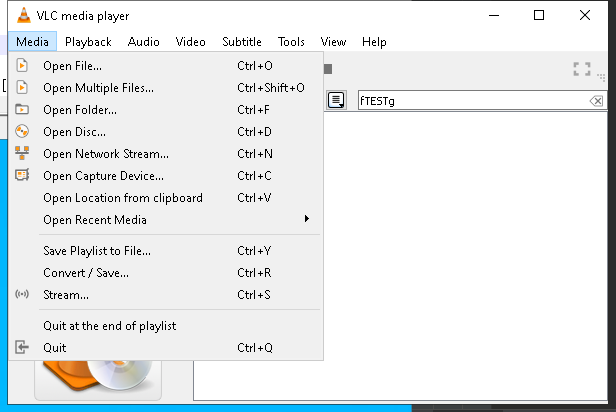 VLC media player
Media Playback Audio Video Subtitle Tools View Help
Open File... Ctrl+O
Open Multiple Files... Ctrl+Shift+O
Open Folder... Ctrl+F
fTESTg
Open Disc... Ctrl+D
Open Network Stream... Ctrl+N
Open Capture Device... Ctrl+C
Open Location from clipboard Ctrl+V
Open Recent Media
Save Playlist to File... Ctrl+Y
Convert / Save... Ctrl+R
Stream... Ctrl+S
Quit at the end of playlist
Quit Ctrl+Q